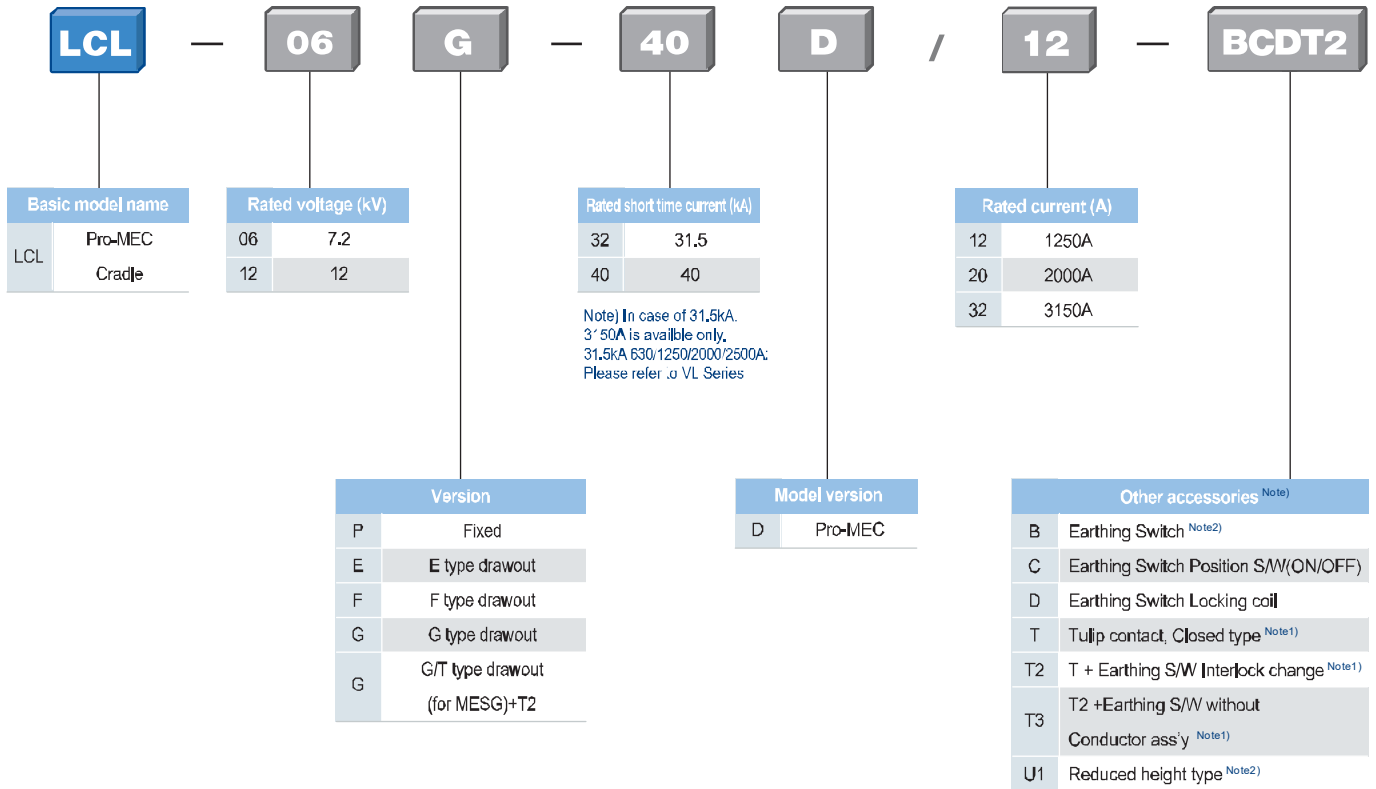 LCL — 06 G — 40 D / 12 — BCDT2
Basic model name
LCL
Pro-MEC
Cradle
Rated voltage (kV)
06 7.2
12 12
Rated short time current (kA)
32 31.5
40 40
Note) In case of 31.5kA.
3150A is availble only,
31.5kA 630/1250/2000/2500A:
Please refer to VL Series
Rated current (A)
12 1250A
20 2000A
32 3150A
Version
P Fixed
E E type drawout
F F type drawout
G G type drawout
G
G/T type drawout
(for MESG)+T2
Model version
D Pro-MEC
Other accessories Note)
B Earthing Switch Note2)
C Earthing Switch Position S/W(ON/OFF)
D Earthing Switch Locking coil
T Tulip contact, Closed type Note1)
T2 T + Earthing S/W Interlock change Note1)
T3
T2 +Earthing S/W without
Conductor ass'y Note1)
U1 Reduced height type Note2)